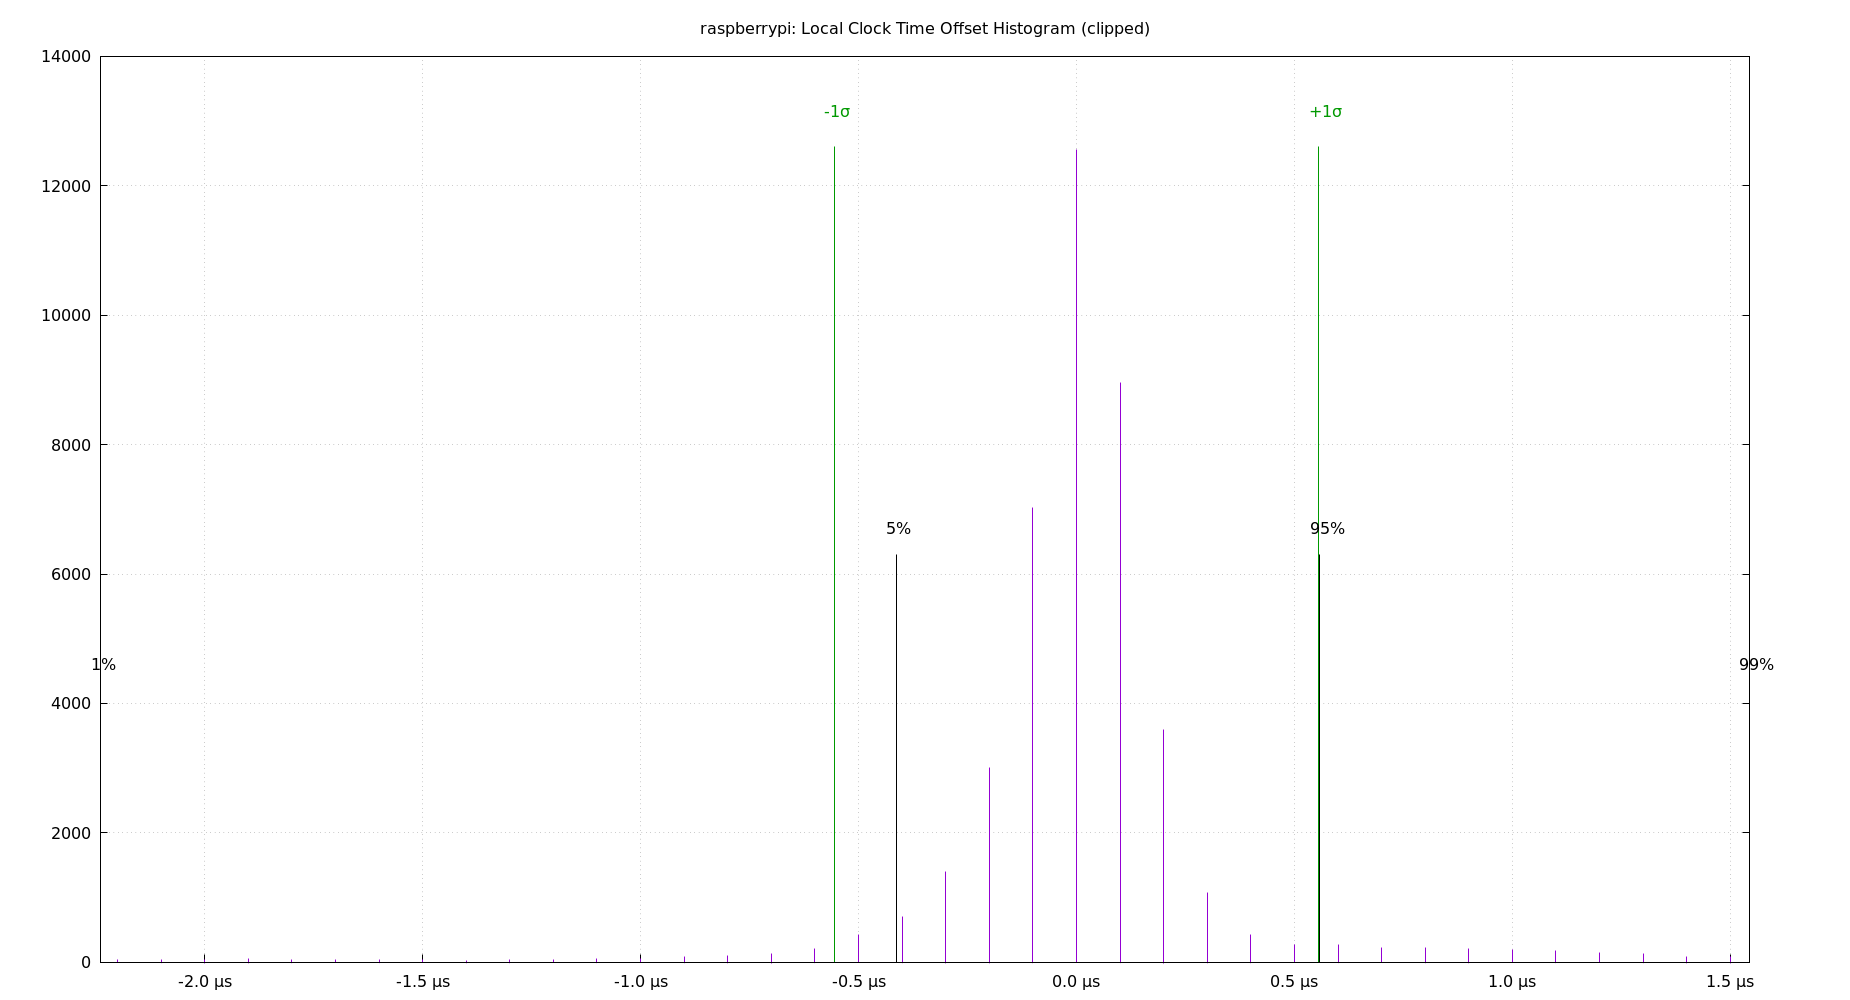 raspberrypi: Local Clock Time Offset Histogram (clipped)
14000
-1σ
+1σ
12000
10000
8000
5%
95%
6000
1%
99%
4000
2000
0
-2.0 µs
-1.5 µs
-1.0 µs
-0.5 µs
0.0 µs
0.5 µs
1.0 µs
1.5 µs